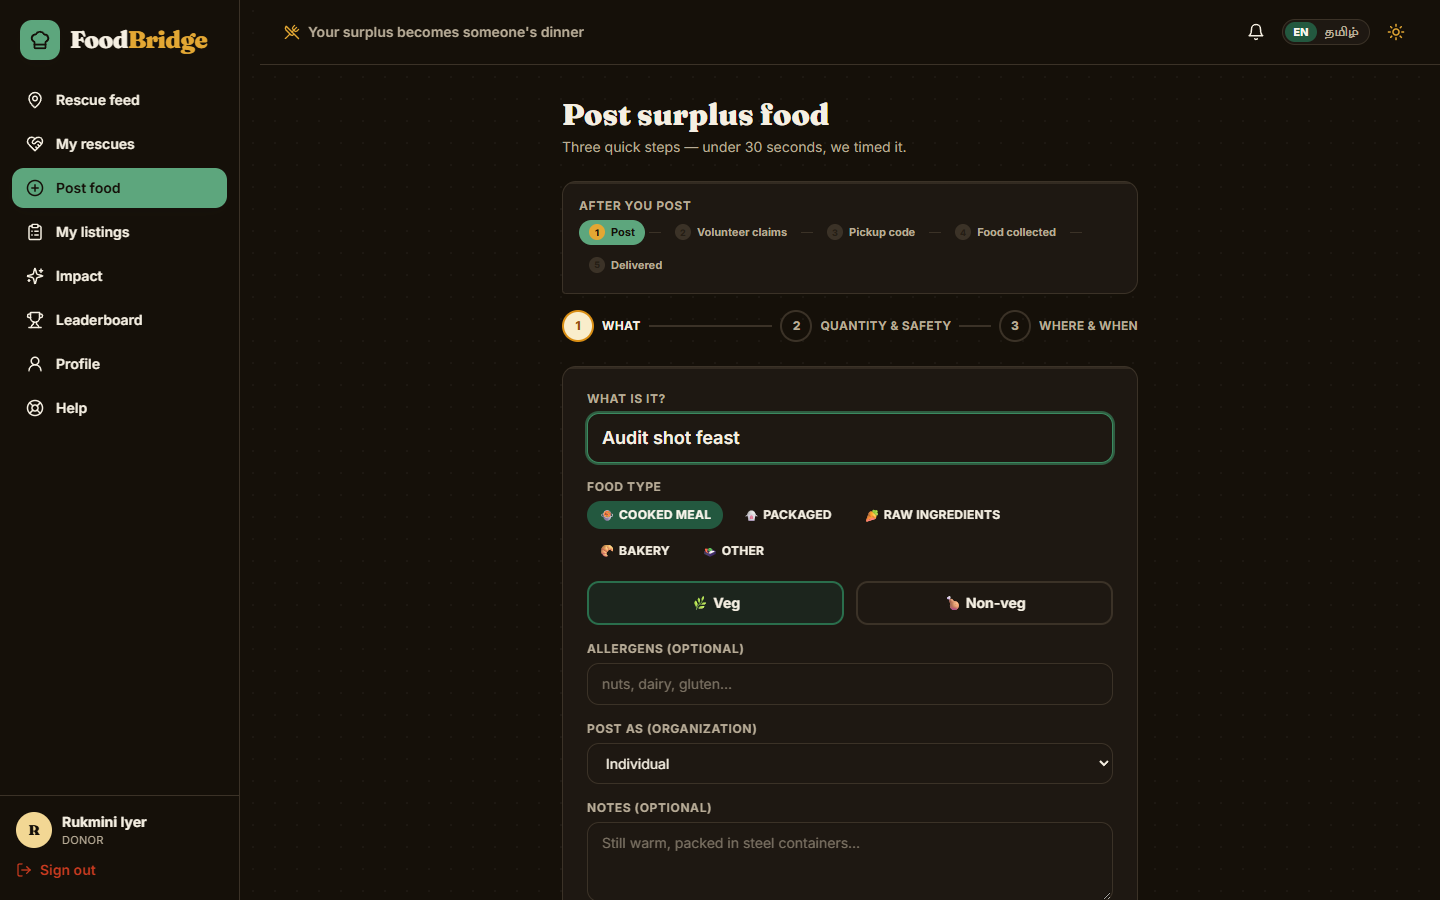 FoodBridge
Your surplus becomes someone's dinner
EN தமிழ்
Rescue feed
My rescues
Post food
My listings
Impact
Leaderboard
Profile
Help
R
Rukmini Iyer
DONOR
Sign out
Post surplus food
Three quick steps — under 30 seconds, we timed it.
AFTER YOU POST
1 Post — 2 Volunteer claims — 3 Pickup code — 4 Food collected —
5 Delivered
1 WHAT 2 QUANTITY & SAFETY 3 WHERE & WHEN
WHAT IS IT?
Audit shot feast
FOOD TYPE
COOKED MEAL PACKAGED RAW INGREDIENTS
BAKERY OTHER
Veg Non-veg
ALLERGENS (OPTIONAL)
nuts, dairy, gluten...
POST AS (ORGANIZATION)
Individual
NOTES (OPTIONAL)
Still warm, packed in steel containers...